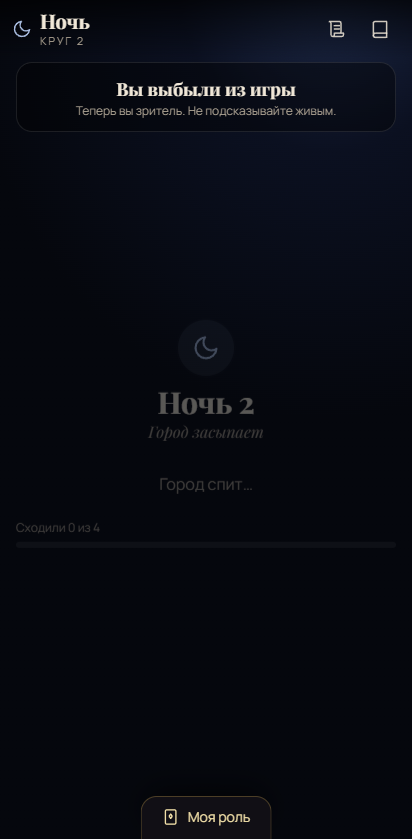 Ночь
КРУГ 2
Вы выбыли из игры
Теперь вы зритель. Не подсказывайте живым.
Ночь 2
Город засыпает
Город спит…
Сходили 0 из 4
Моя роль